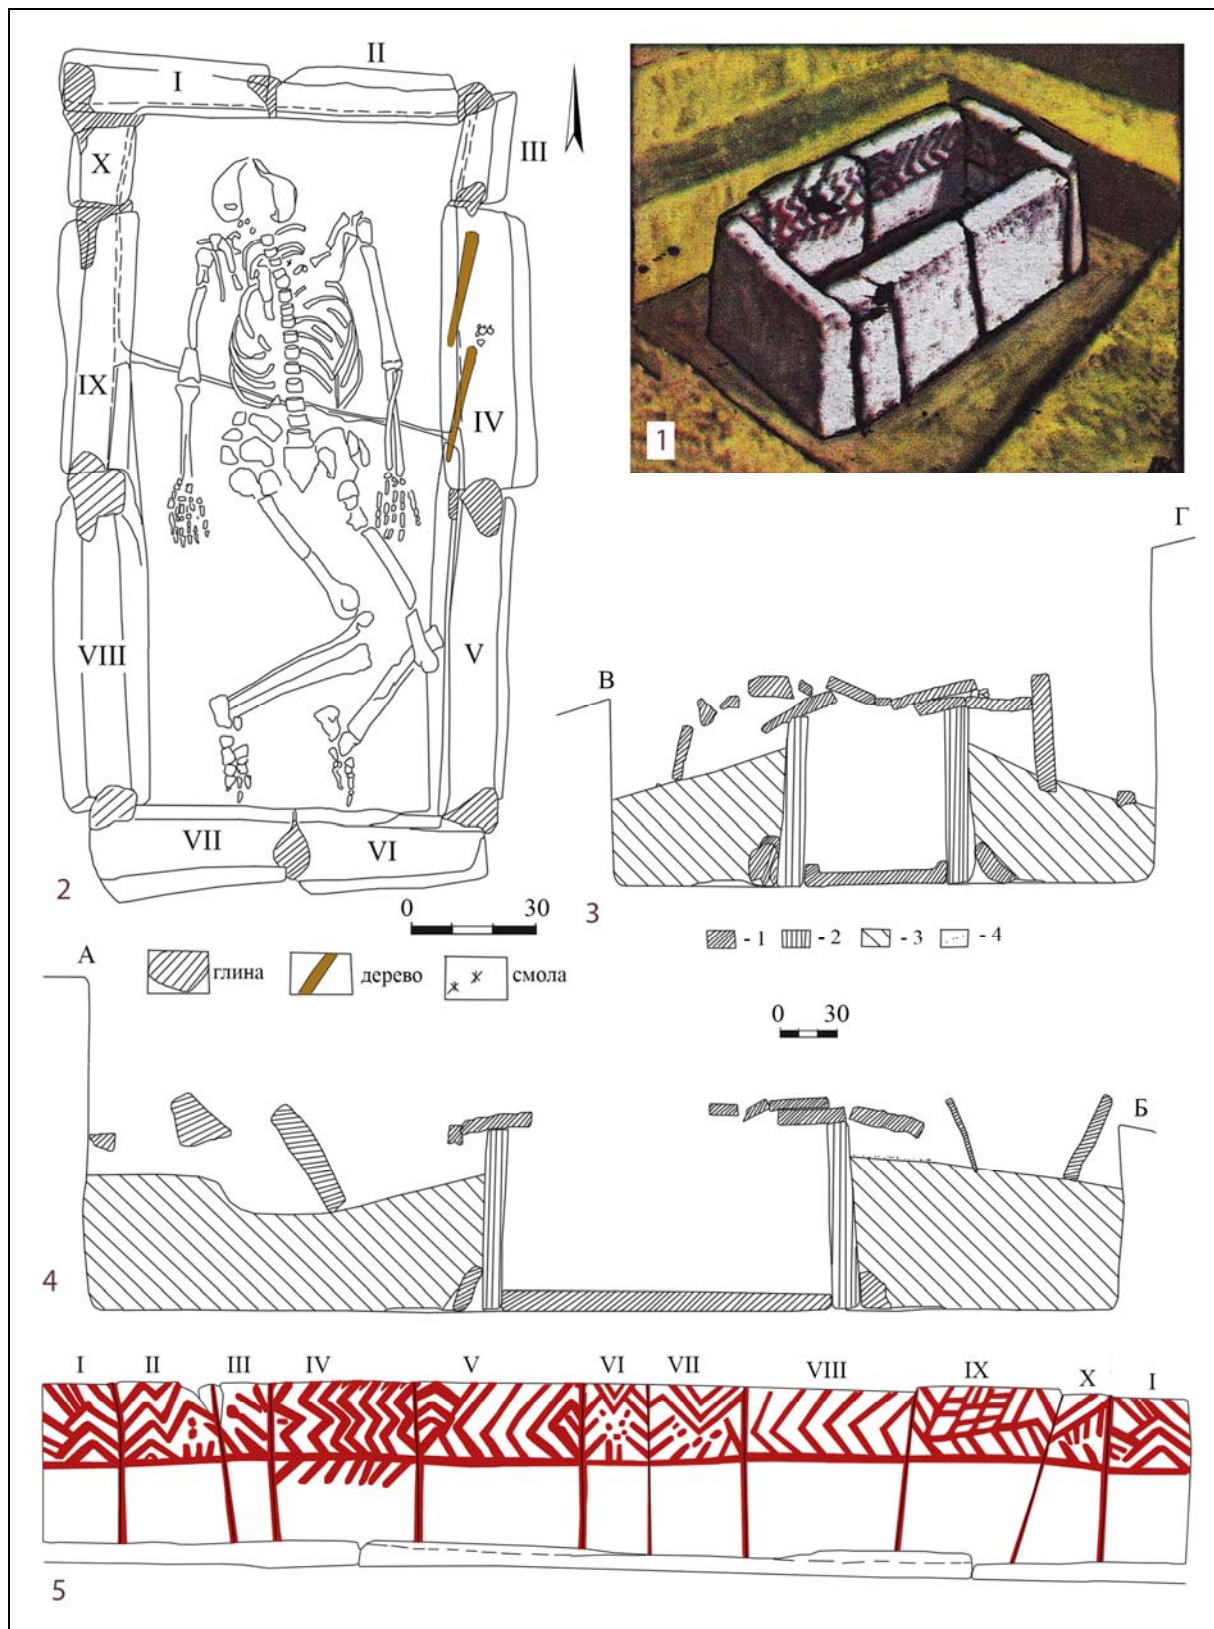 I
II
III
X
IX
IV
VIII
V
VII
VI
2
0 30
глина
дерево
смола
1
В
Г
3
- 1
- 2
- 3
- 4
0 30
А
Б
4
I II III IV V VI VII VIII IX X I
5